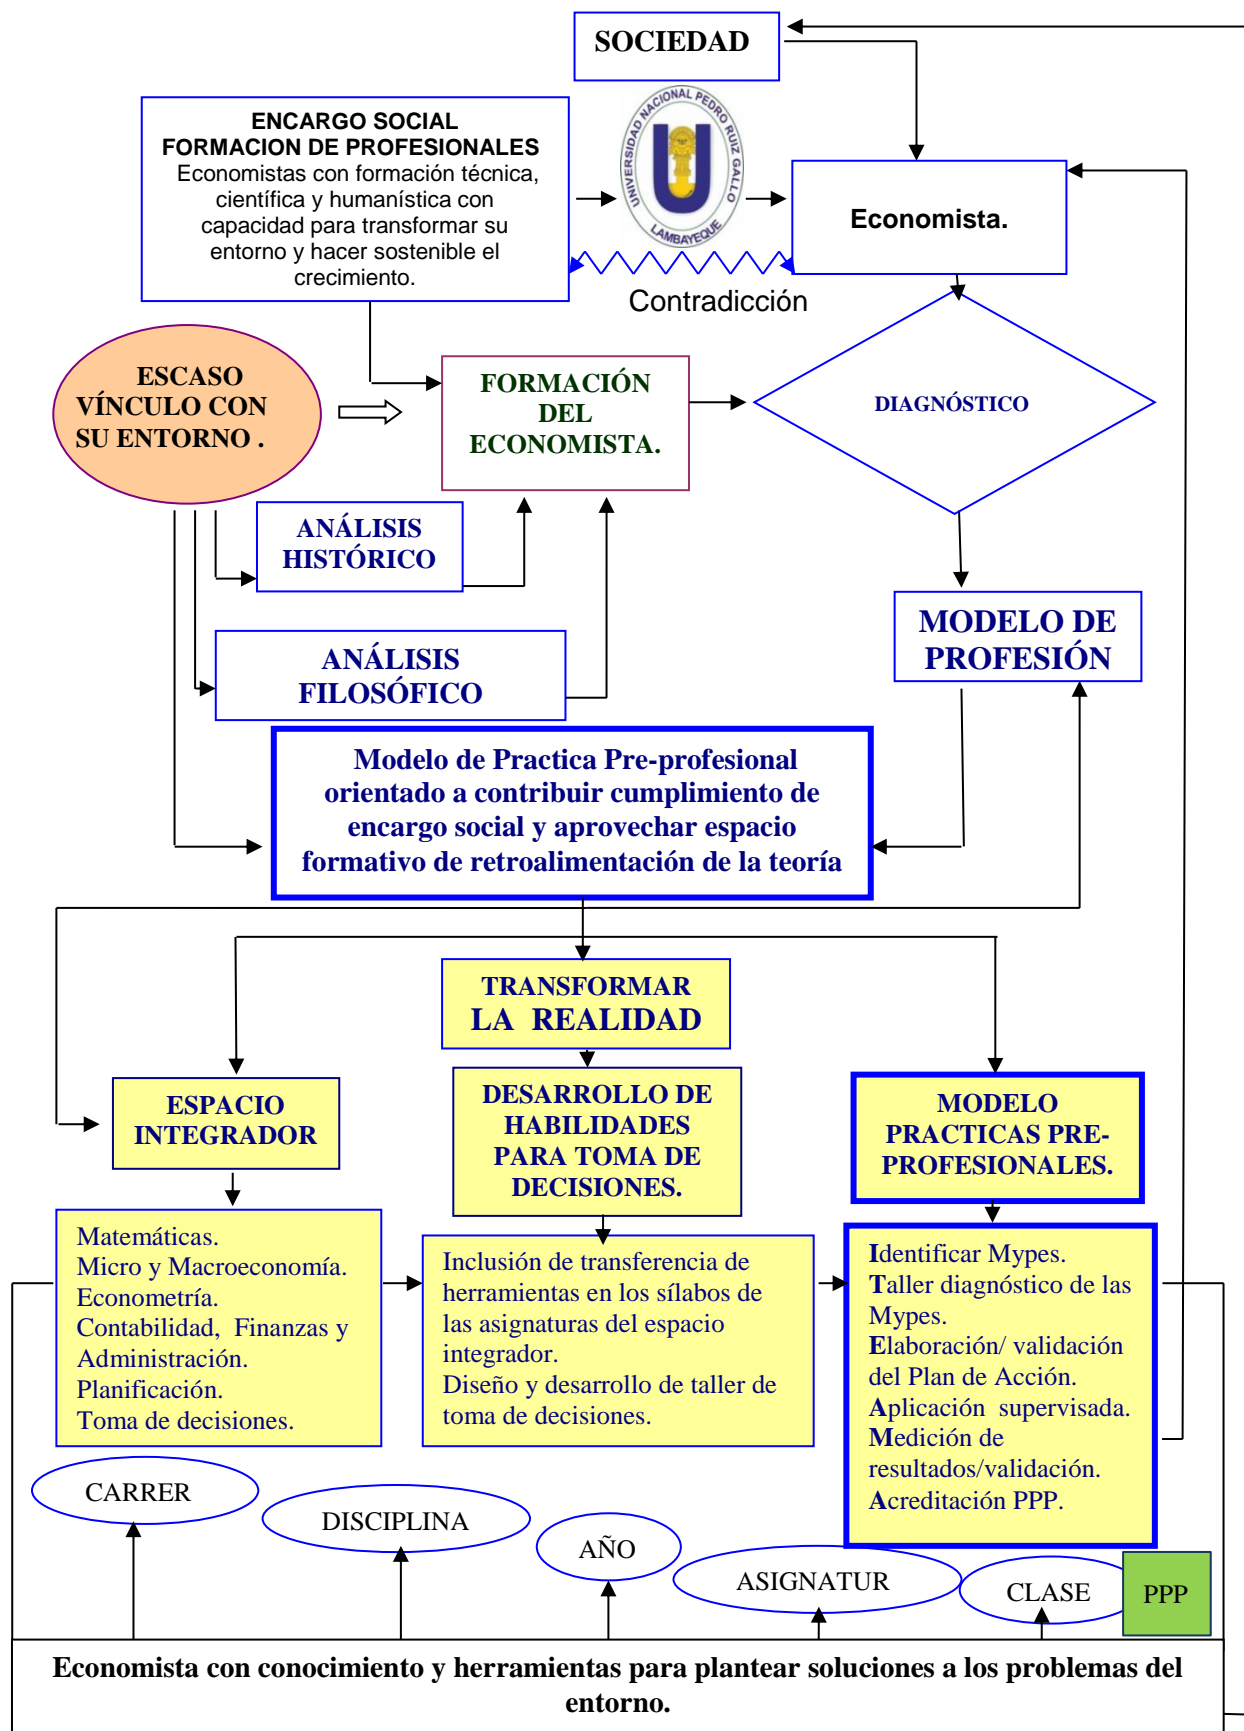 SOCIEDAD
ENCARGO SOCIAL
FORMACION DE PROFESIONALES
Economistas con formación técnica,
científica y humanística con
capacidad para transformar su
entorno y hacer sostenible el
crecimiento.
UNIVERSIDAD NACIONAL PEDRO RUIZ GALLO
LAMBAYEQUE
Economista.
Contradicción
ESCASO
VÍNCULO CON
SU ENTORNO .
FORMACIÓN
DEL
ECONOMISTA.
DIAGNÓSTICO
ANÁLISIS
HISTÓRICO
ANÁLISIS
FILOSÓFICO
MODELO DE
PROFESIÓN
Modelo de Practica Pre-profesional
orientado a contribuir cumplimiento de
encargo social y aprovechar espacio
formativo de retroalimentación de la teoría
TRANSFORMAR
LA REALIDAD
ESPACIO
INTEGRADOR
DESARROLLO DE
HABILIDADES
PARA TOMA DE
DECISIONES.
MODELO
PRACTICAS PRE-
PROFESIONALES.
Matemáticas.
Micro y Macroeconomía.
Econometría.
Contabilidad, Finanzas y
Administración.
Planificación.
Toma de decisiones.
Inclusión de transferencia de
herramientas en los sílabos de
las asignaturas del espacio
integrador.
Diseño y desarrollo de taller de
toma de decisiones.
Identificar Mypes.
Taller diagnóstico de las
Mypes.
Elaboración/ validación
del Plan de Acción.
Aplicación supervisada.
Medición de
resultados/validación.
Acreditación PPP.
CARRER
DISCIPLINA
AÑO
ASIGNATUR
CLASE
PPP
Economista con conocimiento y herramientas para plantear soluciones a los problemas del
entorno.